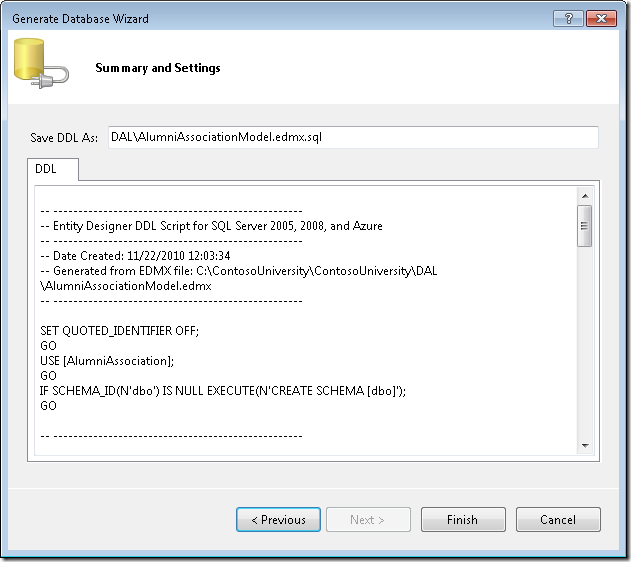 Generate Database Wizard
Summary and Settings
Save DDL As: DAL\AlumniAssociationModel.edmx.sql
DDL
-- --------------------------------------------------
-- Entity Designer DDL Script for SQL Server 2005, 2008, and Azure
-- --------------------------------------------------
-- Date Created: 11/22/2010 12:03:34
-- Generated from EDMX file: C:\ContosoUniversity\ContosoUniversity\DAL
\AlumniAssociationModel.edmx
-- --------------------------------------------------
SET QUOTED_IDENTIFIER OFF;
GO
USE [AlumniAssociation];
GO
IF SCHEMA_ID(N'dbo') IS NULL EXECUTE(N'CREATE SCHEMA [dbo]');
GO
-- --------------------------------------------------
< Previous Next > Finish Cancel